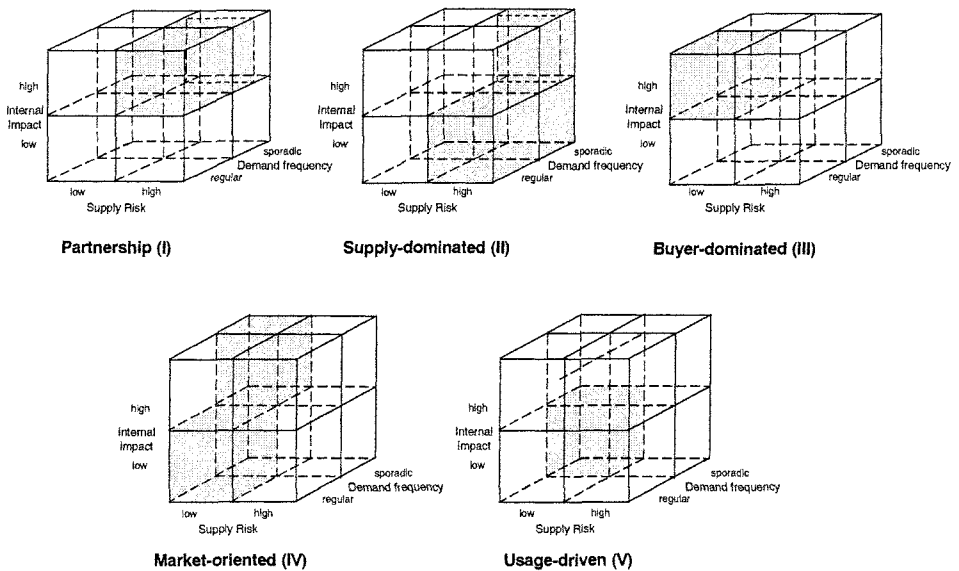 high
Internal
Impact
low
low
high
Supply Risk
sporadic
Demand frequency
regular
Partnership (I)
high
Internal
Impact
low
low
high
Supply Risk
sporadic
Demand frequency
regular
Supply-dominated (II)
high
Internal
Impact
low
low
high
Supply Risk
sporadic
Demand frequency
regular
Buyer-dominated (III)
high
Internal
Impact
low
low
high
Supply Risk
sporadic
Demand frequency
regular
Market-oriented (IV)
high
Internal
Impact
low
low
high
Supply Risk
sporadic
Demand frequency
regular
Usage-driven (V)